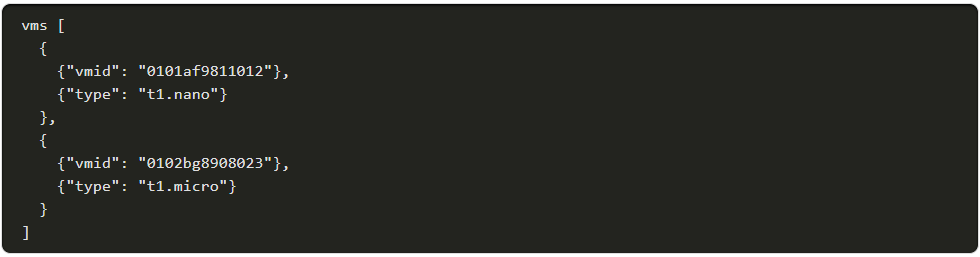 vms [
  {
    {"vmid": "0101af9811012"},
    {"type": "t1.nano"}
  },
  {
    {"vmid": "0102bg8908023"},
    {"type": "t1.micro"}
  }
]